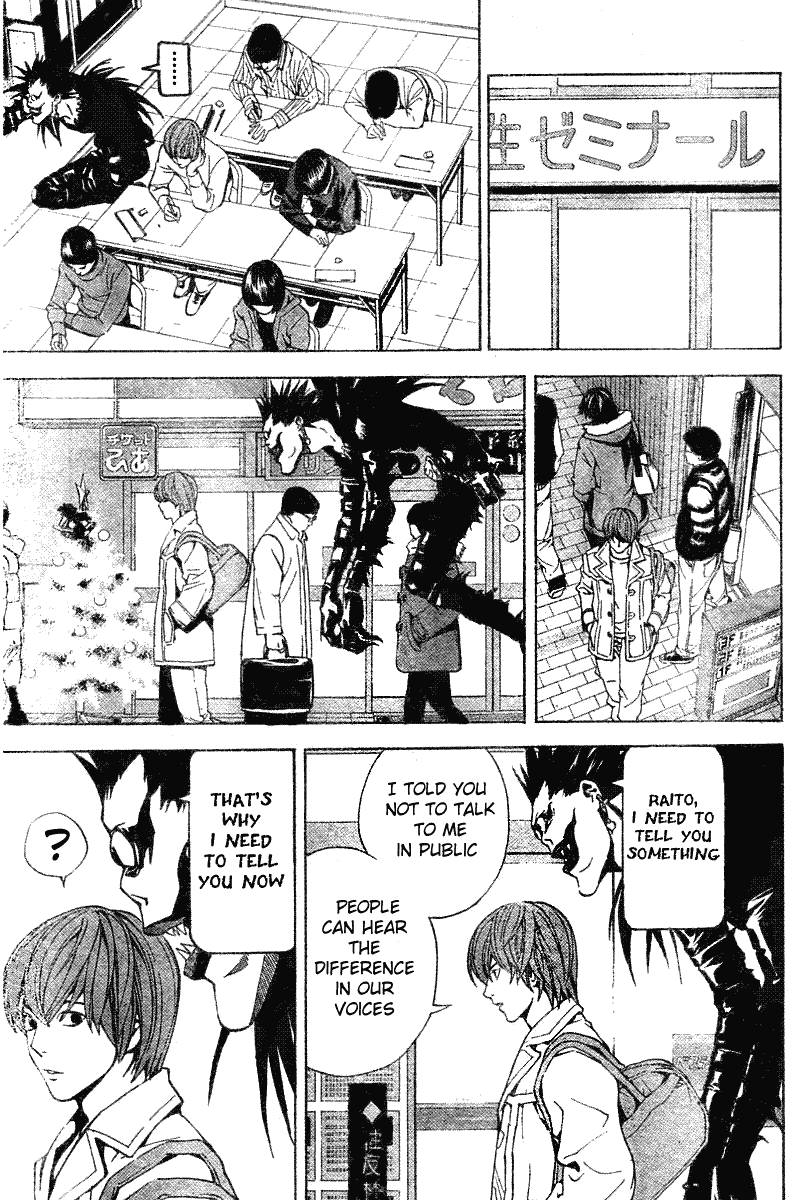 生ゼミナール
......
チケット
ぴあ
RAITO,
I NEED TO
TELL YOU
SOMETHING
I TOLD YOU
NOT TO TALK
TO ME
IN PUBLIC
PEOPLE
CAN HEAR
THE
DIFFERENCE
IN OUR
VOICES
THAT'S
WHY
I NEED
TO TELL
YOU NOW
?